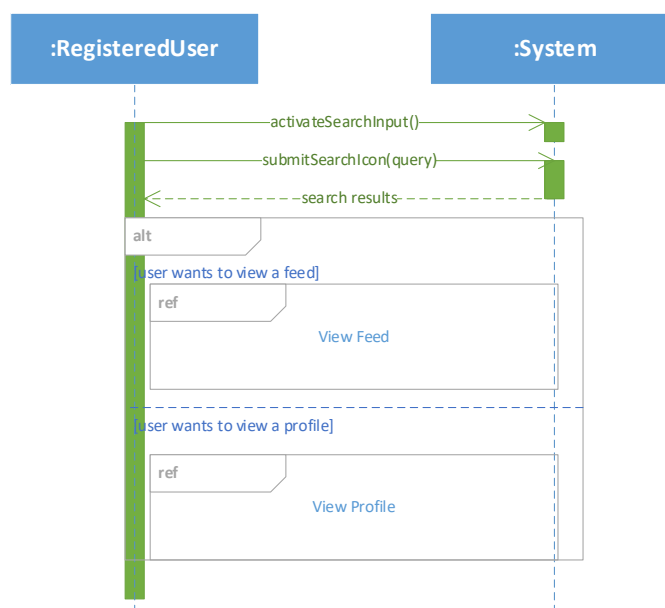 :RegisteredUser
:System
activateSearchInput()
submitSearchIcon(query)
search results
alt
[user wants to view a feed]
ref
View Feed
[user wants to view a profile]
ref
View Profile